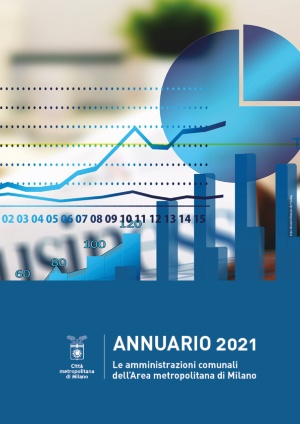 02 03 04 05 06 07 08 09 10 11 12 13 14 15
120
100
80
60
ANNUARIO 2021
Le amministrazioni comunali
dell'Area metropolitana di Milano
Città
metropolitana
di Milano